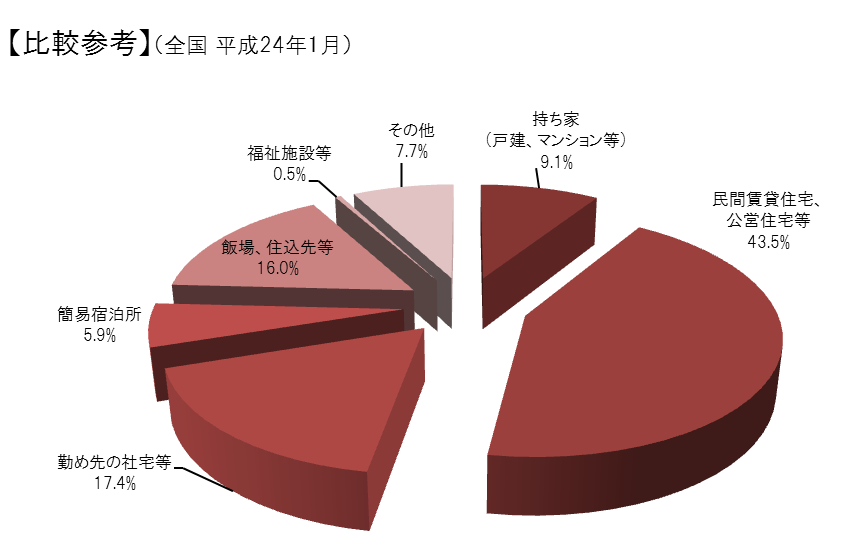 【比較参考】（全国 平成24年1月）
持ち家
（戸建、マンション等）
9.1%
民間賃貸住宅、
公営住宅等
43.5%
勤め先の社宅等
17.4%
簡易宿泊所
5.9%
飯場、住込先等
16.0%
福祉施設等
0.5%
その他
7.7%